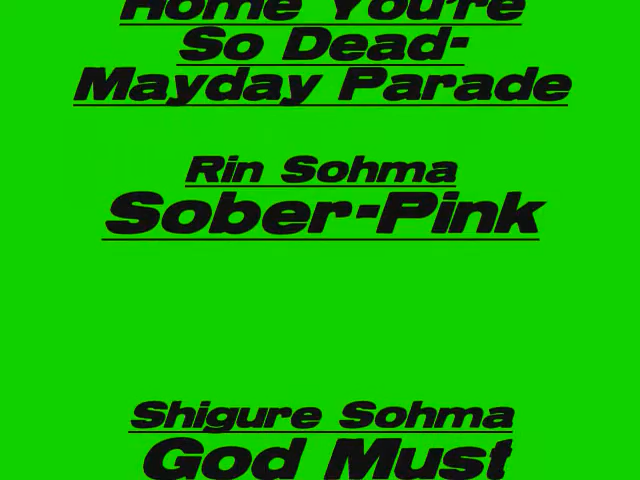 Home You're
So Dead-
Mayday Parade
Rin Sohma
Sober-Pink
Shigure Sohma
God Must